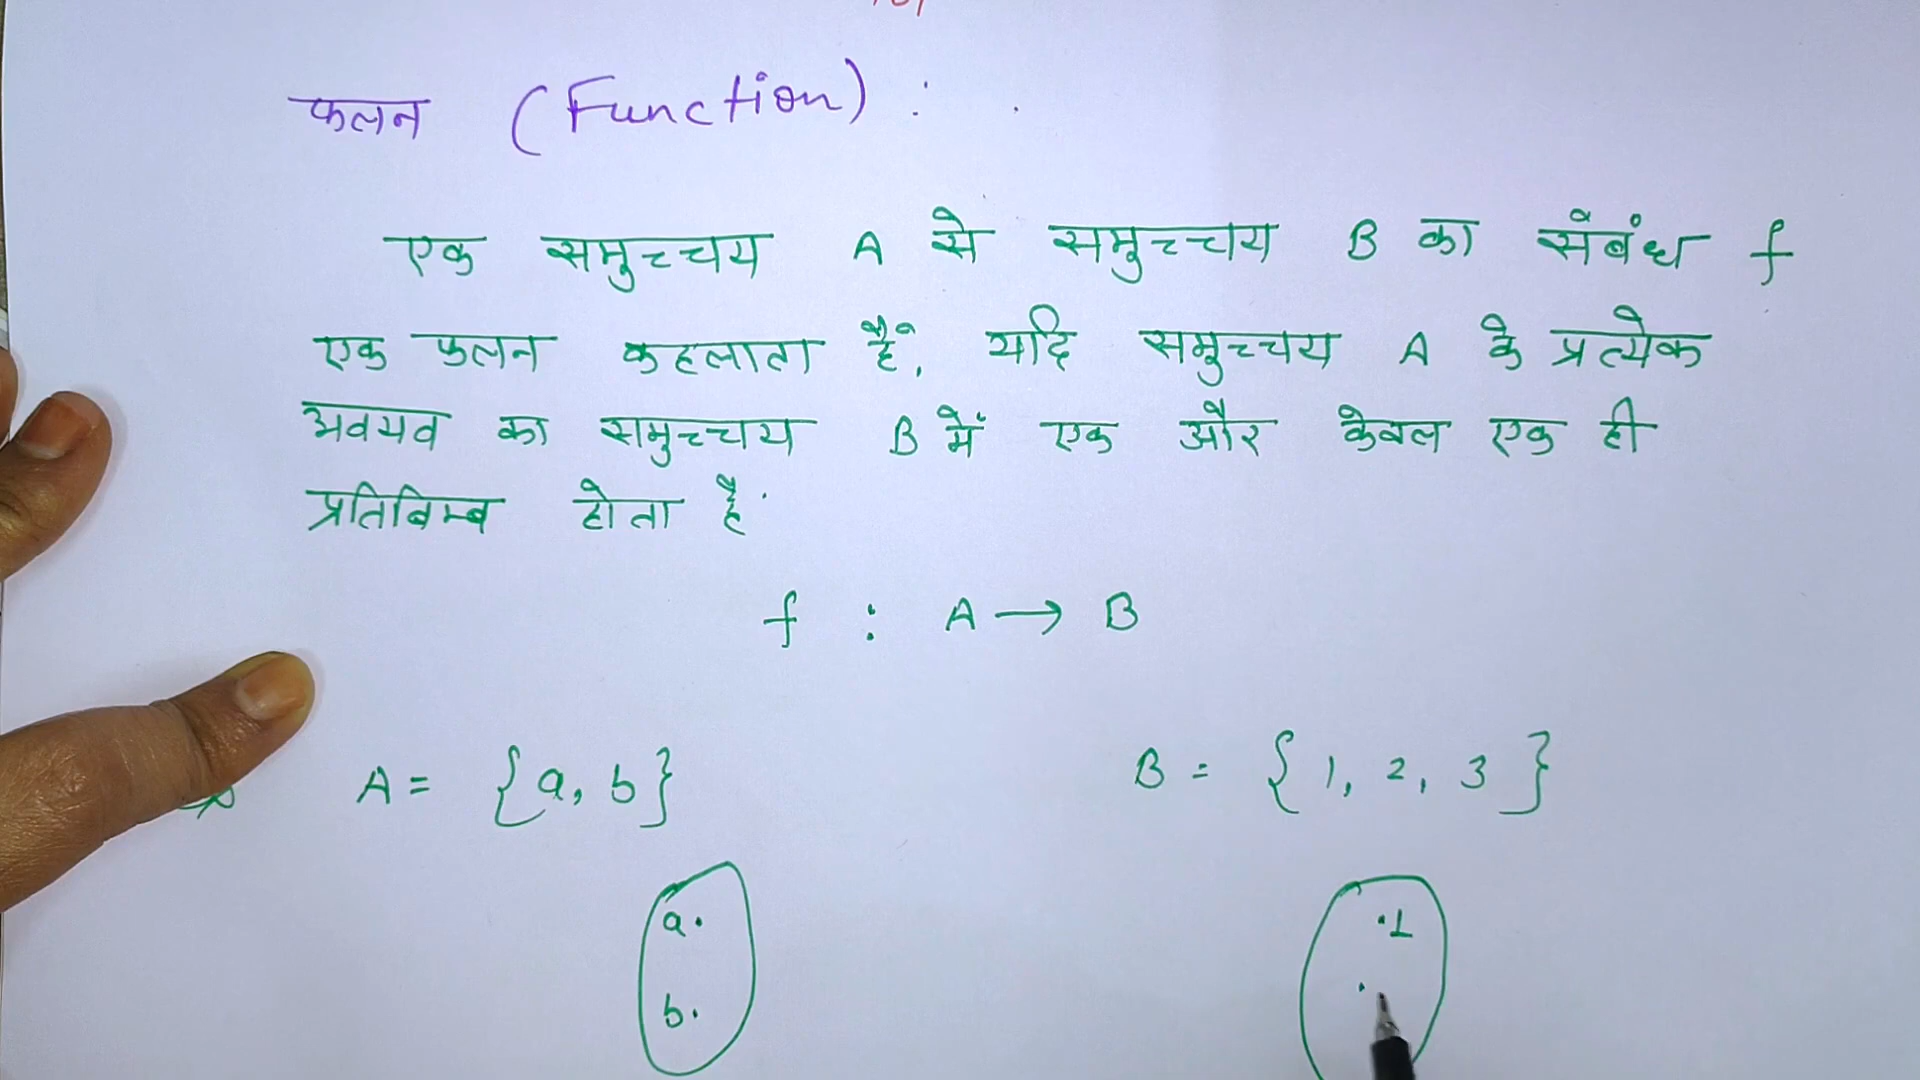 फलन (Function) :
एक समुच्चय A से समुच्चय B का संबंध f
एक फलन कहलाता है, यदि समुच्चय A के प्रत्येक
अवयव का समुच्चय B में एक और केवल एक ही
प्रतिबिम्ब होता है.
f : A → B
A = {a, b} B = {1, 2, 3}
a. .1
b. .